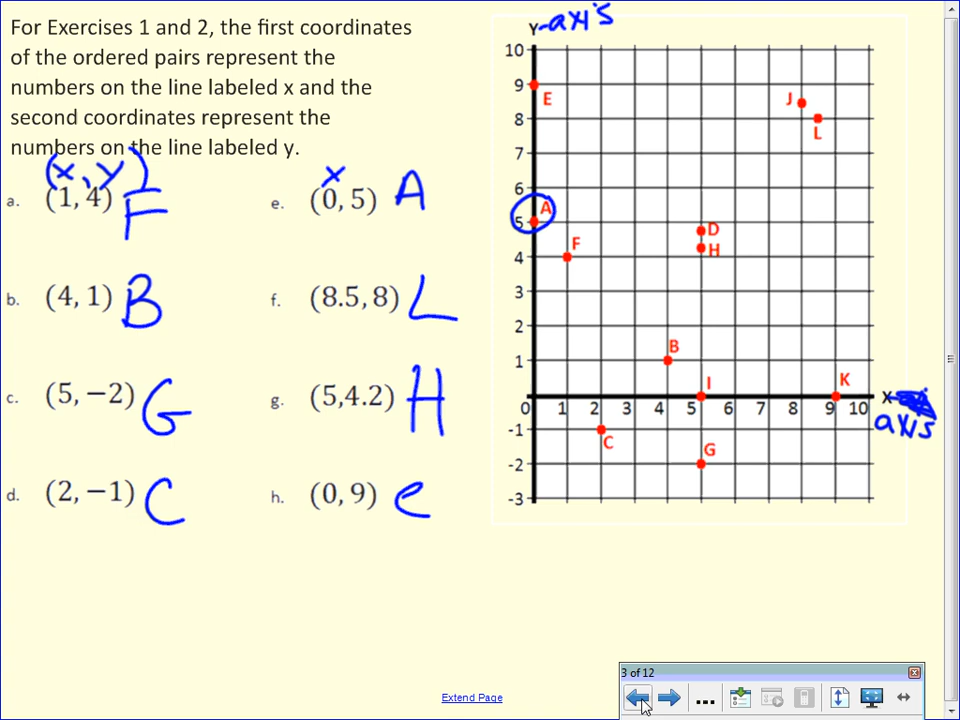 For Exercises 1 and 2, the first coordinates
of the ordered pairs represent the
numbers on the line labeled x and the
second coordinates represent the
numbers on the line labeled y.
(x, y)
a. (1, 4) F
b. (4, 1) B
c. (5, −2) G
d. (2, −1) C
x
e. (0, 5) A
f. (8.5, 8) L
g. (5,4.2) H
h. (0, 9) e
Y-axis
10
9
8
7
6
5
4
3
2
1
0 1 2 3 4 5 6 7 8 9 10
-1
-2
-3
E
J
L
A
D
H
F
B
I
K
C
G
X
axis
Extend Page
3 of 12
...